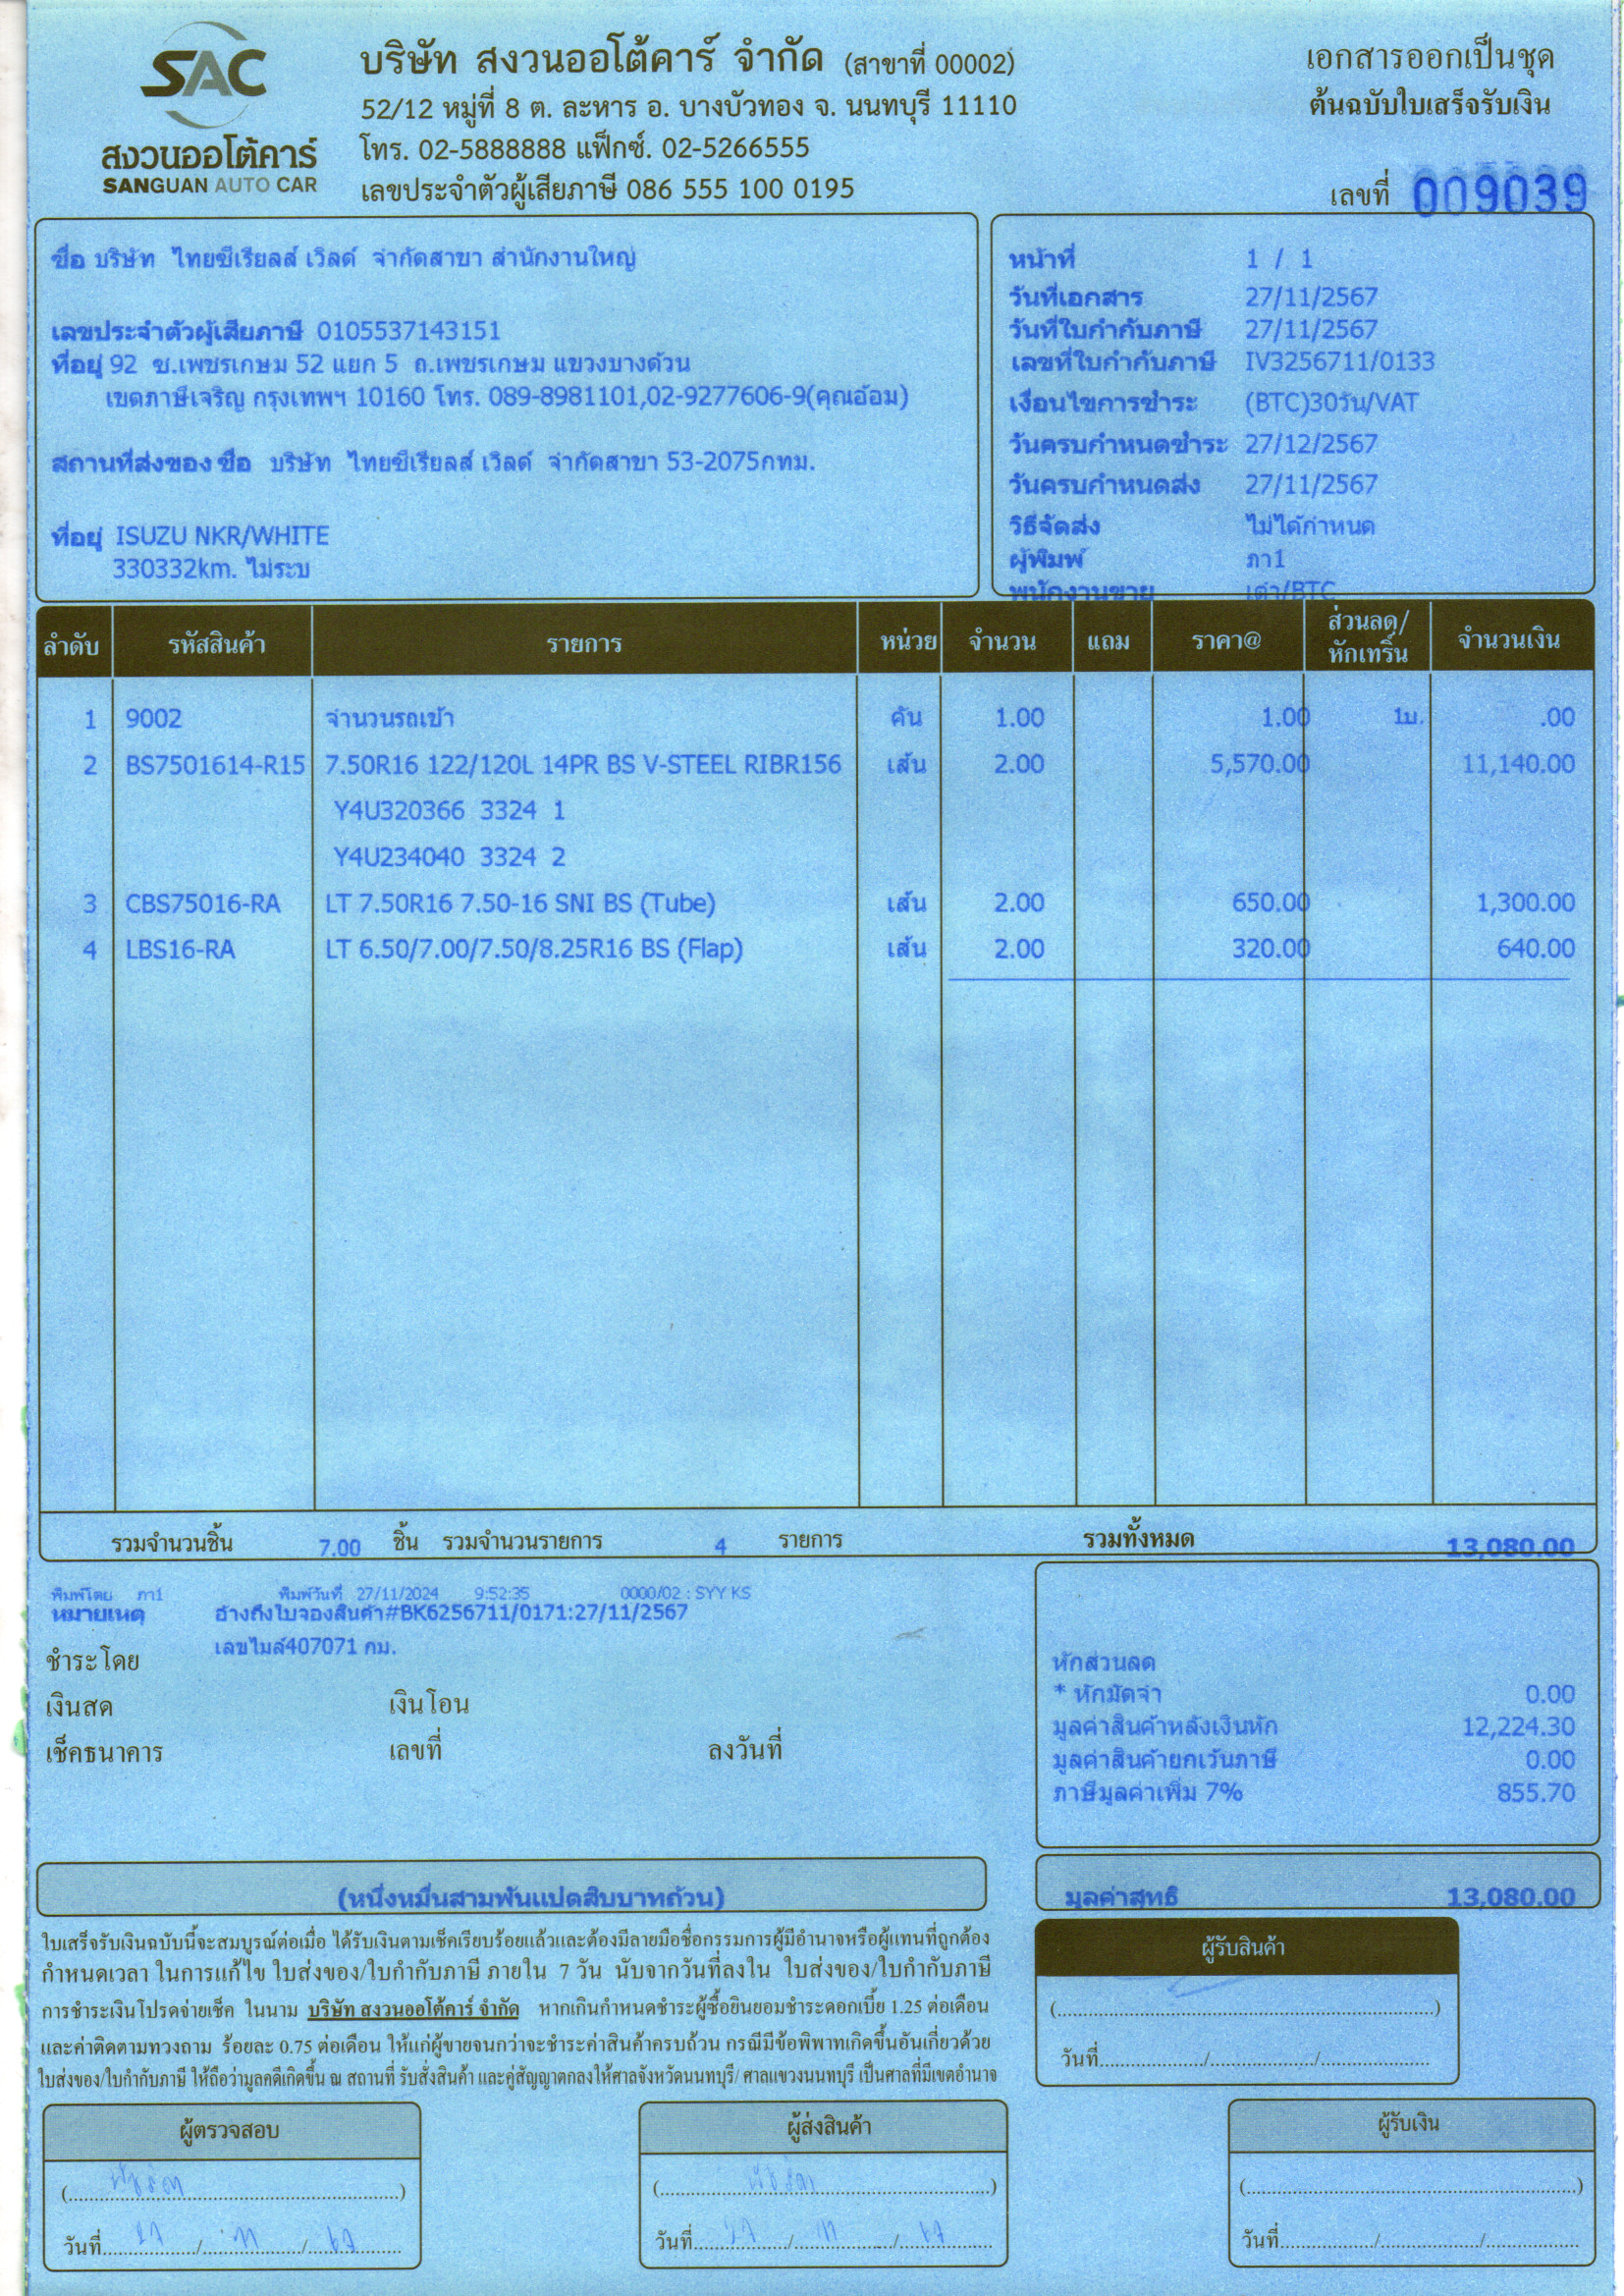 SAC
สงวนออโต้คาร์
SANGUAN AUTO CAR
บริษัท สงวนออโต้คาร์ จำกัด (สาขาที่ 00002)
52/12 หมู่ที่ 8 ต. ละหาร อ. บางบัวทอง จ. นนทบุรี 11110
โทร. 02-5888888 แฟ็กซ์. 02-5266555
เลขประจำตัวผู้เสียภาษี 086 555 100 0195
เอกสารออกเป็นชุด
ต้นฉบับใบเสร็จรับเงิน
เลขที่ 009039
ชื่อ บริษัท ไทยซีเรียลส์ เวิลด์ จำกัดสาขา สำนักงานใหญ่
เลขประจำตัวผู้เสียภาษี 0105537143151
ที่อยู่ 92 ซ.เพชรเกษม 52 แยก 5 ถ.เพชรเกษม แขวงบางด้วน
เขตภาษีเจริญ กรุงเทพฯ 10160 โทร. 089-8981101,02-9277606-9(คุณอ้อม)
สถานที่ส่งของ ชื่อ บริษัท ไทยซีเรียลส์ เวิลด์ จำกัดสาขา 53-2075กทม.
ที่อยู่ ISUZU NKR/WHITE
330332km. ไม่ระบ
หน้าที่ 1 / 1
วันที่เอกสาร 27/11/2567
วันที่ใบกำกับภาษี 27/11/2567
เลขที่ใบกำกับภาษี IV3256711/0133
เงื่อนไขการชำระ (BTC)30วัน/VAT
วันครบกำหนดชำระ 27/12/2567
วันครบกำหนดส่ง 27/11/2567
วิธีจัดส่ง ไม่ได้กำหนด
ผู้พิมพ์ ภา1
พนักงานขาย เต่า/BTC
ลำดับ รหัสสินค้า รายการ หน่วย จำนวน แถม ราคา@ ส่วนลด/หักเทริ์น จำนวนเงิน
1 9002 จำนวนรถเข้า คัน 1.00 1.00 1บ. .00
2 BS7501614-R15 7.50R16 122/120L 14PR BS V-STEEL RIBR156 เส้น 2.00 5,570.00 11,140.00
Y4U320366 3324 1
Y4U234040 3324 2
3 CBS75016-RA LT 7.50R16 7.50-16 SNI BS (Tube) เส้น 2.00 650.00 1,300.00
4 LBS16-RA LT 6.50/7.00/7.50/8.25R16 BS (Flap) เส้น 2.00 320.00 640.00
รวมจำนวนชิ้น 7.00 ชิ้น รวมจำนวนรายการ 4 รายการ รวมทั้งหมด 13,080.00
พิมพ์โดย ภา1 พิมพ์วันที่ 27/11/2024 9:52:35 0000/02 : SYY KS
หมายเหตุ อ้างถึงใบจองสินค้า#BK6256711/0171:27/11/2567
เลขไมล์407071 กม.
ชำระโดย
เงินสด เงินโอน
เช็คธนาคาร เลขที่ ลงวันที่
หักส่วนลด
* หักมัดจำ 0.00
มูลค่าสินค้าหลังเงินหัก 12,224.30
มูลค่าสินค้ายกเว้นภาษี 0.00
ภาษีมูลค่าเพิ่ม 7% 855.70
(หนึ่งหมื่นสามพันแปดสิบบาทถ้วน)
มูลค่าสุทธิ 13,080.00
ใบเสร็จรับเงินฉบับนี้จะสมบูรณ์ต่อเมื่อ ได้รับเงินตามเช็คเรียบร้อยแล้วและต้องมีลายมือชื่อกรรมการผู้มีอำนาจหรือผู้แทนที่ถูกต้อง
กำหนดเวลา ในการแก้ไข ใบส่งของ/ใบกำกับภาษี ภายใน 7 วัน นับจากวันที่ลงใน ใบส่งของ/ใบกำกับภาษี
การชำระเงินโปรดจ่ายเช็ค ในนาม บริษัท สงวนออโต้คาร์ จำกัด หากเกินกำหนดชำระผู้ซื้อยินยอมชำระดอกเบี้ย 1.25 ต่อเดือน
และค่าติดตามทวงถาม ร้อยละ 0.75 ต่อเดือน ให้แก่ผู้ขายจนกว่าจะชำระค่าสินค้าครบถ้วน กรณีมีข้อพิพาทเกิดขึ้นอันเกี่ยวด้วย
ใบส่งของ/ใบกำกับภาษี ให้ถือว่ามูลคดีเกิดขึ้น ณ สถานที่ รับสั่งสินค้า และคู่สัญญาตกลงให้ศาลจังหวัดนนทบุรี/ ศาลแขวงนนทบุรี เป็นศาลที่มีเขตอำนาจ
ผู้รับสินค้า
(....................)
วันที่............/............/............
ผู้ตรวจสอบ
วันที่ 27 / 11 / 67
ผู้ส่งสินค้า
วันที่ 27 / 11 / 67
ผู้รับเงิน
(....................)
วันที่............/............/............